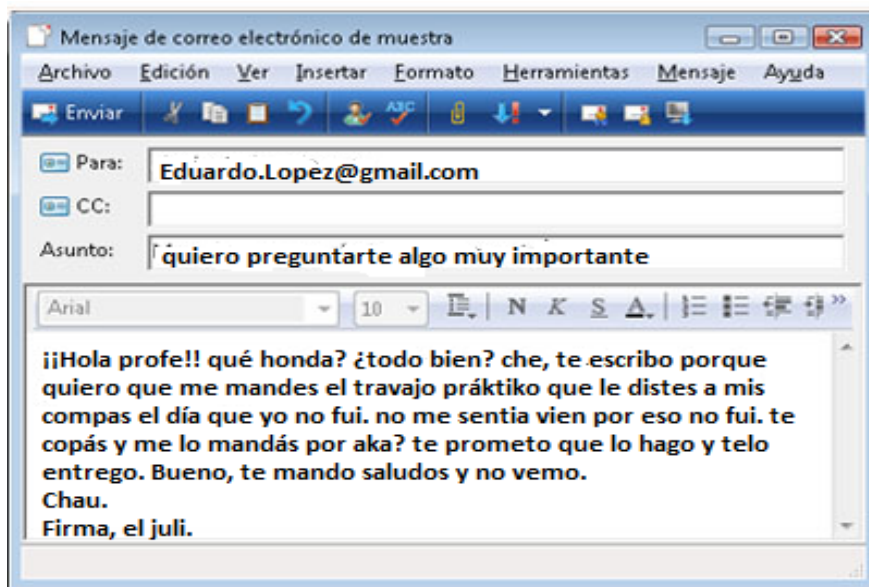 Mensaje de correo electrónico de muestra
Archivo Edición Ver Insertar Formato Herramientas Mensaje Ayuda
Enviar ABC
Para: Eduardo.Lopez@gmail.com
CC:
Asunto: quiero preguntarte algo muy importante
Arial 10 N K S A
¡¡Hola profe!! qué honda? ¿todo bien? che, te escribo porque
quiero que me mandes el travajo práktiko que le distes a mis
compas el día que yo no fui. no me sentia vien por eso no fui. te
copás y me lo mandás por aka? te prometo que lo hago y telo
entrego. Bueno, te mando saludos y no vemo.
Chau.
Firma, el juli.